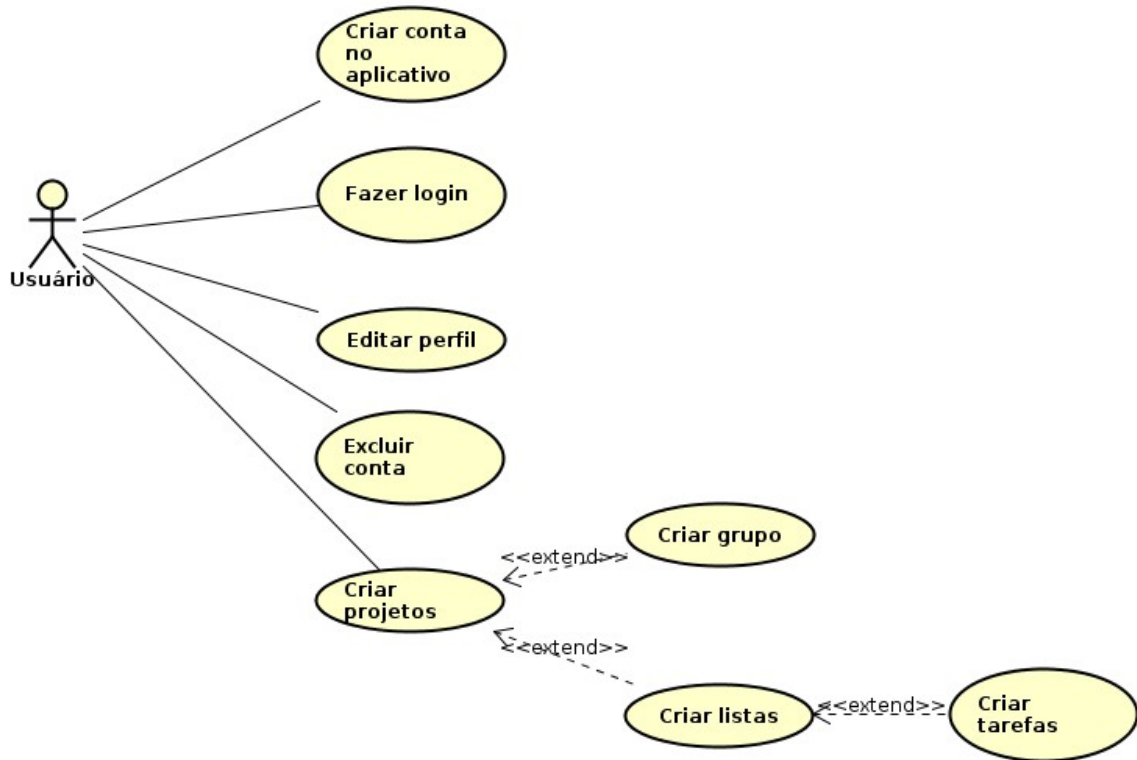 Criar conta
no
aplicativo
Fazer login
Usuário
Editar perfil
Excluir
conta
Criar grupo
<<extend>>
Criar
projetos
<<extend>>
Criar listas
<<extend>>
Criar
tarefas